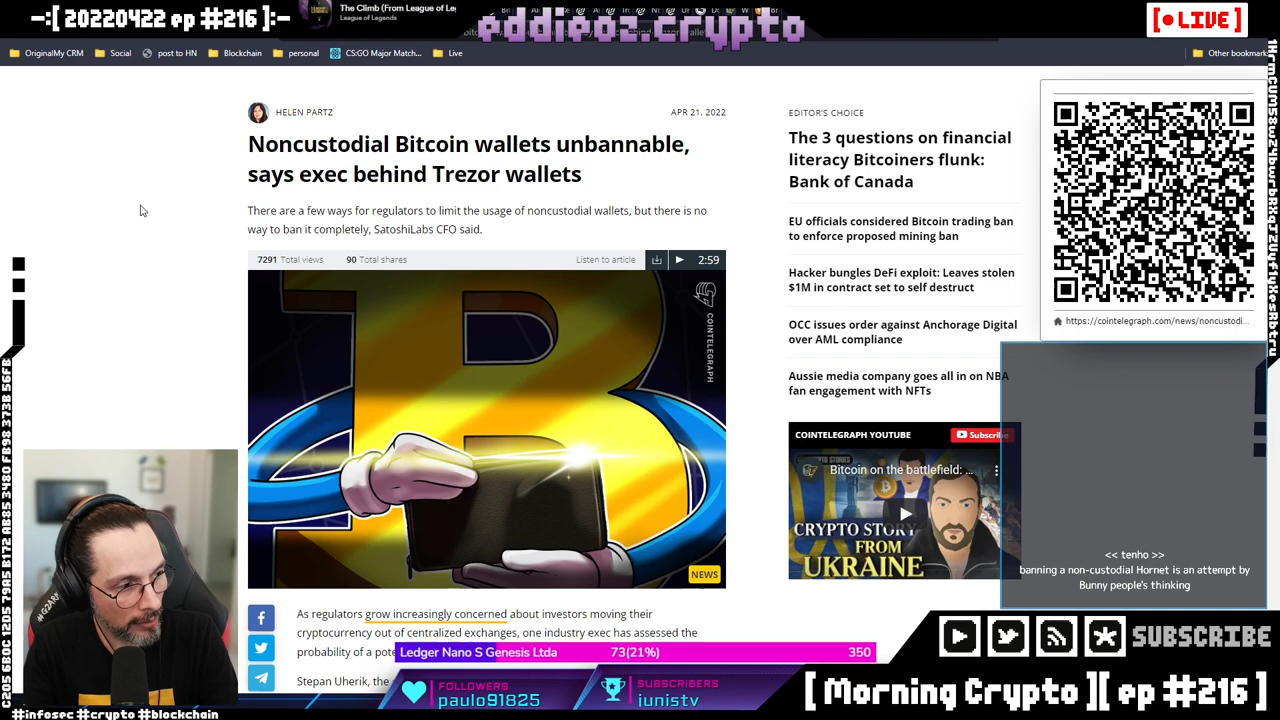 -:[ 20220422 ep #216 ]:-
The Climb (From League of Le
League of Legends
eddieoz.crypto
[ LIVE ]
OriginalMy CRM
Social
post to HN
Blockchain
personal
CS:GO Major Match...
Live
Other bookmark
HELEN PARTZ
APR 21, 2022
Noncustodial Bitcoin wallets unbannable,
says exec behind Trezor wallets
There are a few ways for regulators to limit the usage of noncustodial wallets, but there is no
way to ban it completely, SatoshiLabs CFO said.
7291 Total views
90 Total shares
Listen to article
2:59
COINTELEGRAPH
NEWS
As regulators grow increasingly concerned about investors moving their
cryptocurrency out of centralized exchanges, one industry exec has assessed the
probability of a pote
Stepan Uherik, the
EDITOR'S CHOICE
The 3 questions on financial
literacy Bitcoiners flunk:
Bank of Canada
EU officials considered Bitcoin trading ban
to enforce proposed mining ban
Hacker bungles DeFi exploit: Leaves stolen
$1M in contract set to self destruct
OCC issues order against Anchorage Digital
over AML compliance
Aussie media company goes all in on NBA
fan engagement with NFTs
COINTELEGRAPH YOUTUBE
Subscribe
Bitcoin on the battlefield: ...
CRYPTO STORY
FROM
UKRAINE
https://cointelegraph.com/news/noncustodi...
<< tenho >>
banning a non-custodial Hornet is an attempt by
Bunny people's thinking
Ledger Nano S Genesis Ltda
73(21%)
350
FOLLOWERS
paulo91825
SUBSCRIBERS
iunistv
SUBSCRIBE
[ Morning Crypto ][ ep #216 ]
#infosec #crypto #blockchain